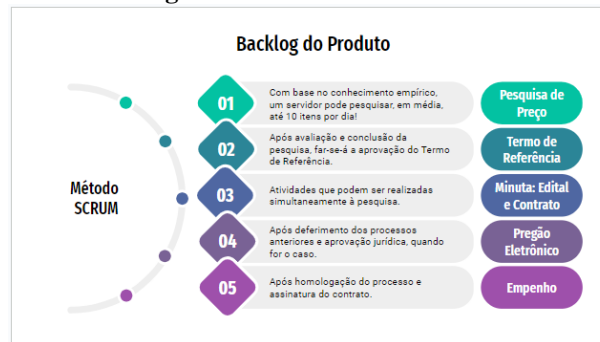 Backlog do Produto
Método
SCRUM
01
Com base no conhecimento empírico,
um servidor pode pesquisar, em média,
até 10 itens por dia!
Pesquisa de
Preço
02
Após avaliação e conclusão da
pesquisa, far-se-á a aprovação do Termo
de Referência.
Termo de
Referência
03
Atividades que podem ser realizadas
simultaneamente à pesquisa.
Minuta: Edital
e Contrato
04
Após deferimento dos processos
anteriores e aprovação jurídica, quando
for o caso.
Pregão
Eletrônico
05
Após homologação do processo e
assinatura do contrato.
Empenho